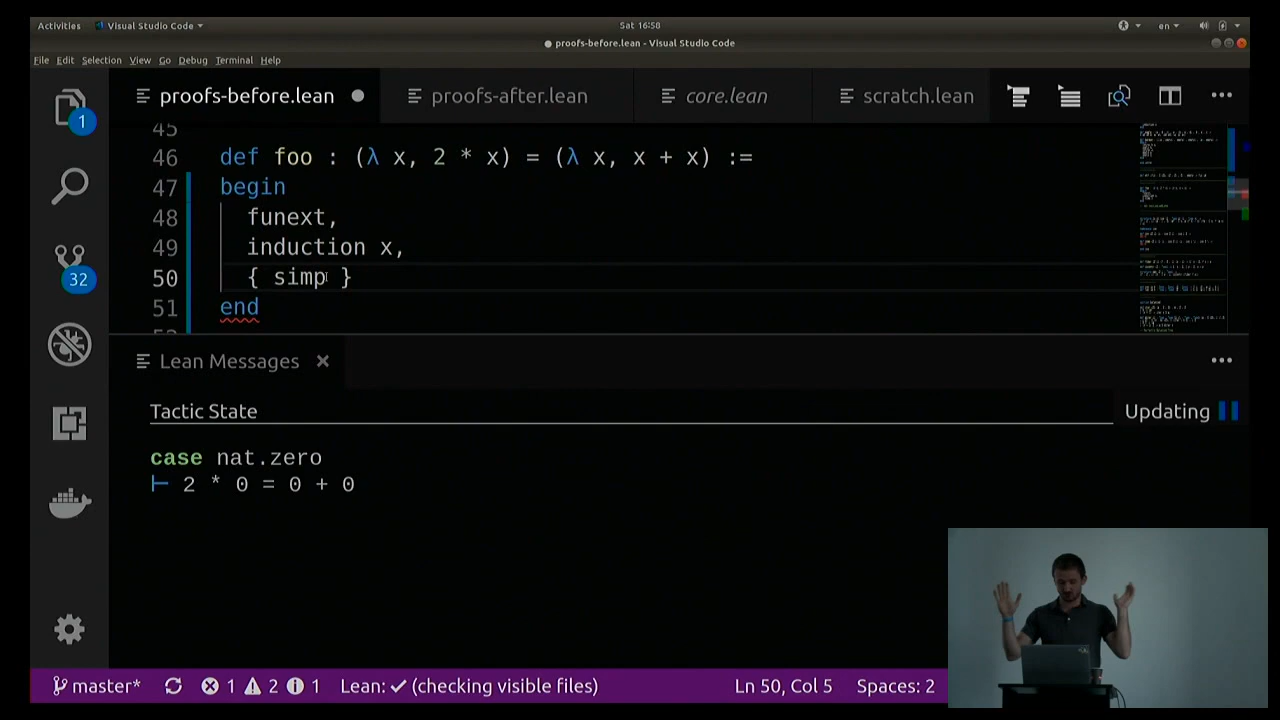 Activities Visual Studio Code Sat 16:58 en
proofs-before.lean - Visual Studio Code
File Edit Selection View Go Debug Terminal Help
proofs-before.lean proofs-after.lean core.lean scratch.lean
1
45
46 def foo : (λ x, 2 * x) = (λ x, x + x) :=
47 begin
48 funext,
49 induction x,
50 { simp }
51 end
32
Lean Messages
Tactic State Updating
case nat.zero
⊢ 2 * 0 = 0 + 0
master* 1 2 1 Lean: ✓ (checking visible files) Ln 50, Col 5 Spaces: 2